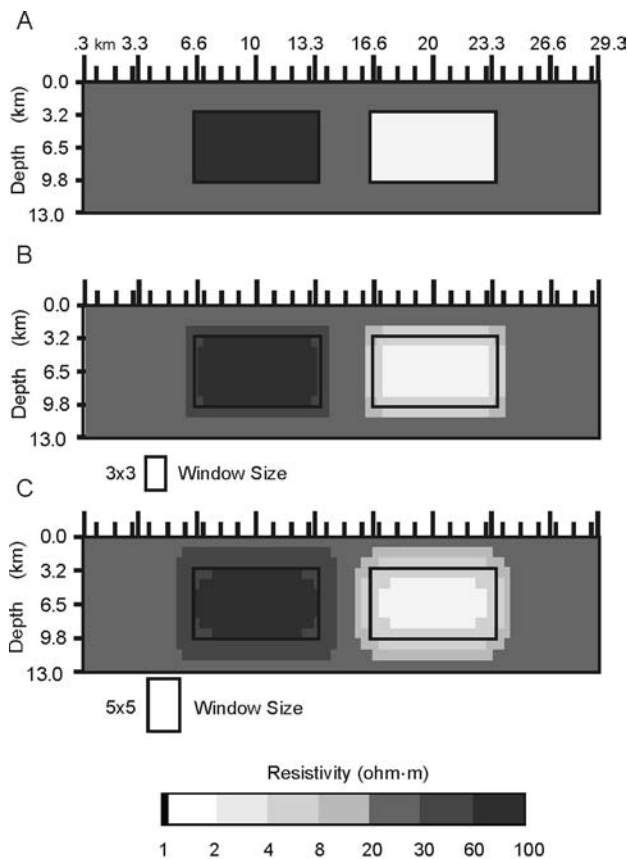 A
.3 km 3.3 6.6 10 13.3 16.6 20 23.3 26.6 29.3
Depth (km)
0.0
3.2
6.5
9.8
13.0
B
Depth (km)
0.0
3.2
6.5
9.8
13.0
3x3 Window Size
C
Depth (km)
0.0
3.2
6.5
9.8
13.0
5x5 Window Size
Resistivity (ohm·m)
1 2 4 8 20 30 60 100